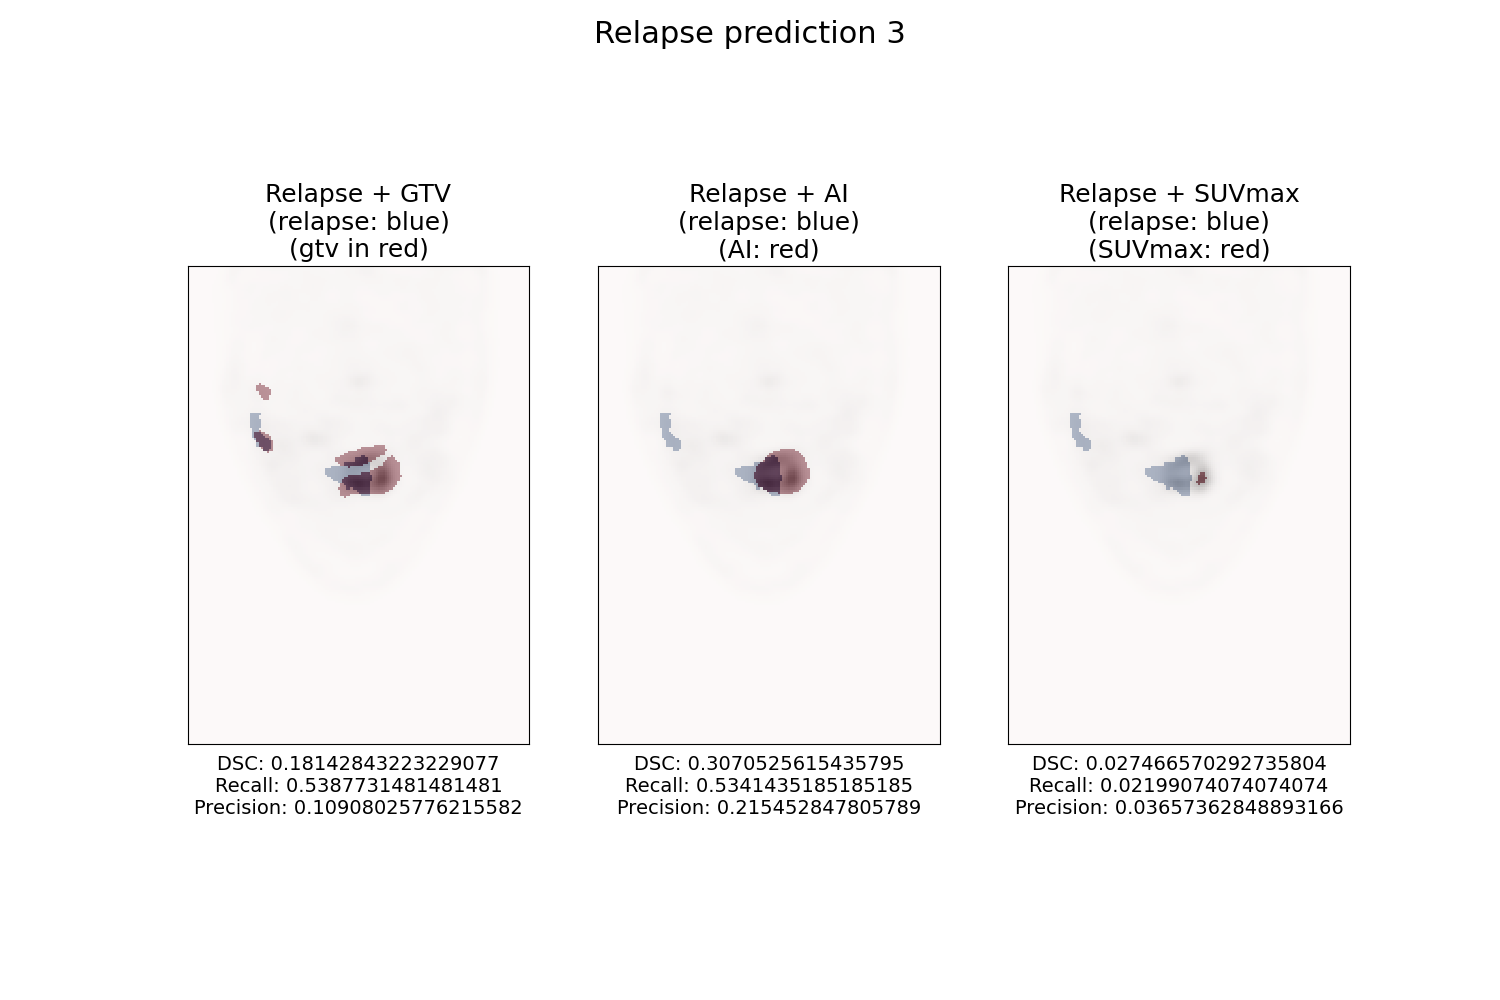 Relapse prediction 3
Relapse + GTV
(relapse: blue)
(gtv in red)
Relapse + AI
(relapse: blue)
(AI: red)
Relapse + SUVmax
(relapse: blue)
(SUVmax: red)
DSC: 0.18142843223229077
Recall: 0.5387731481481481
Precision: 0.10908025776215582
DSC: 0.3070525615435795
Recall: 0.5341435185185185
Precision: 0.215452847805789
DSC: 0.027466570292735804
Recall: 0.02199074074074074
Precision: 0.03657362848893166